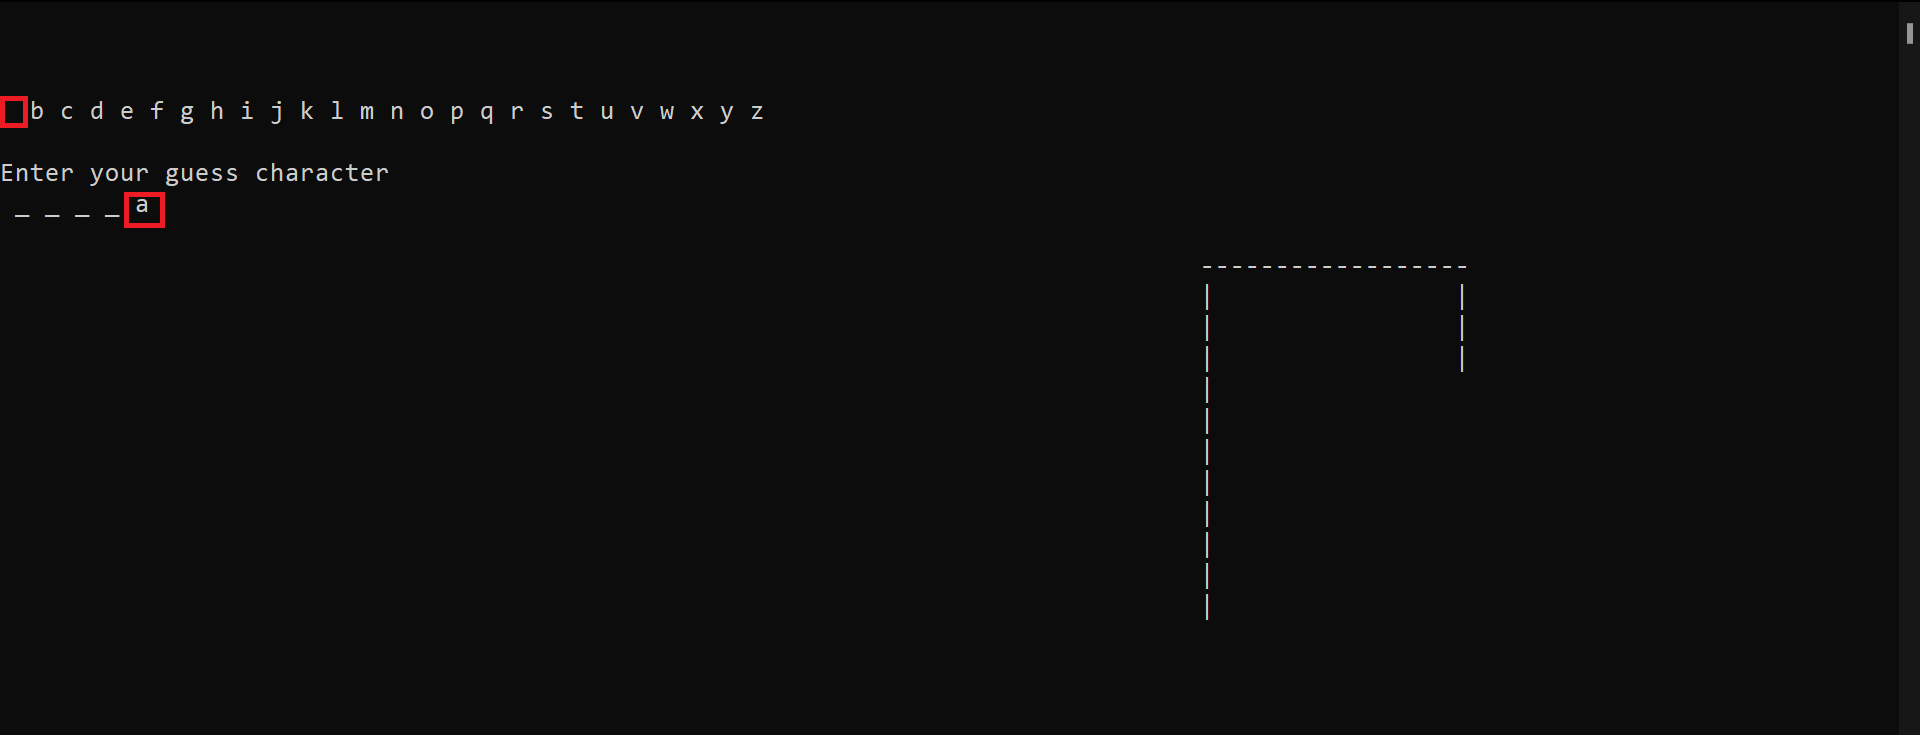 b c d e f g h i j k l m n o p q r s t u v w x y z
Enter your guess character
_ _ _ _ a